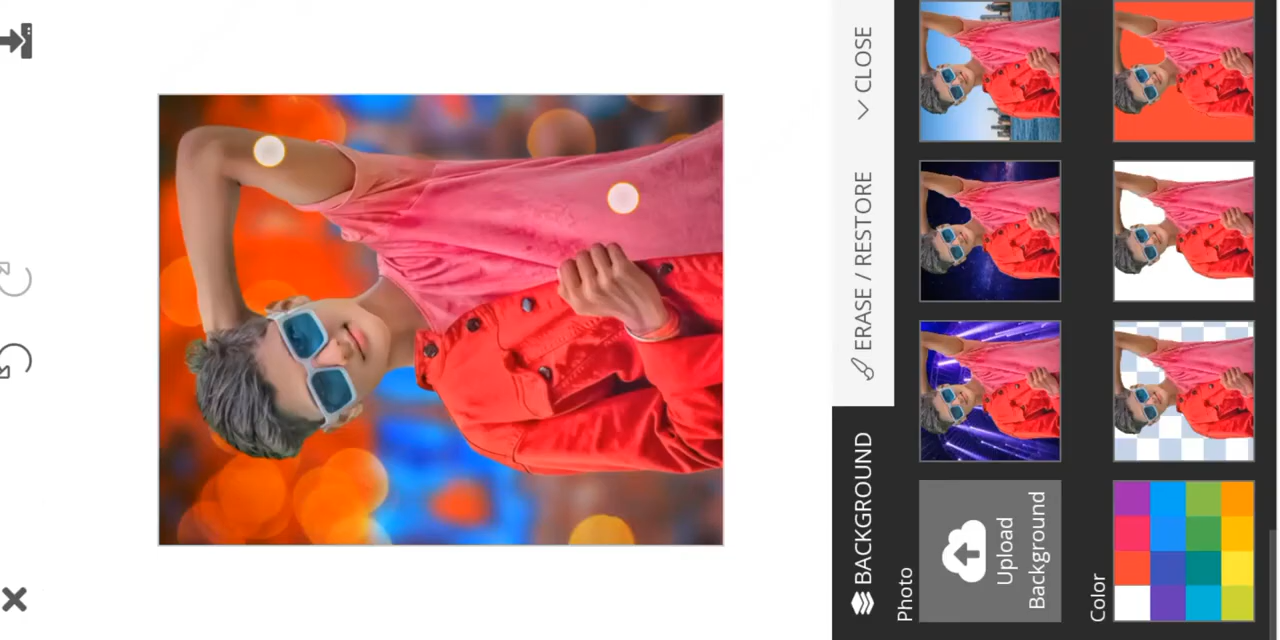 BACKGROUND
ERASE / RESTORE
CLOSE
Photo
Upload
Background
Color